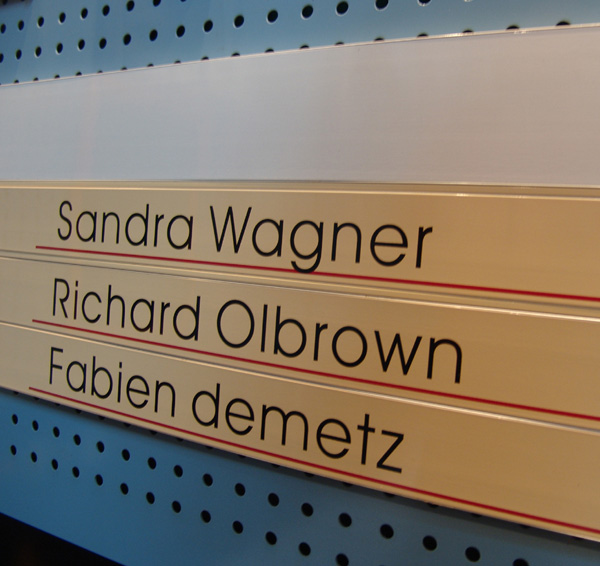 Sandra Wagner
Richard Olbrown
Fabien demetz